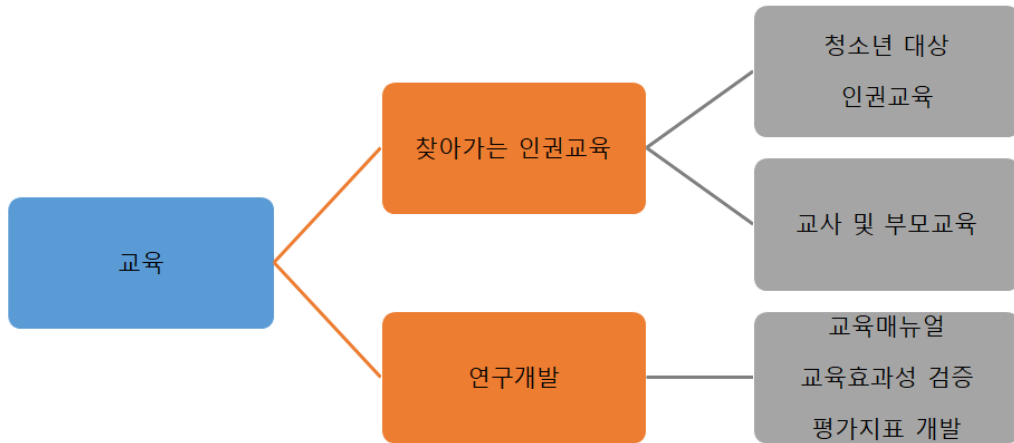 교육
찾아가는 인권교육
청소년 대상
인권교육
교사 및 부모교육
연구개발
교육매뉴얼
교육효과성 검증
평가지표 개발